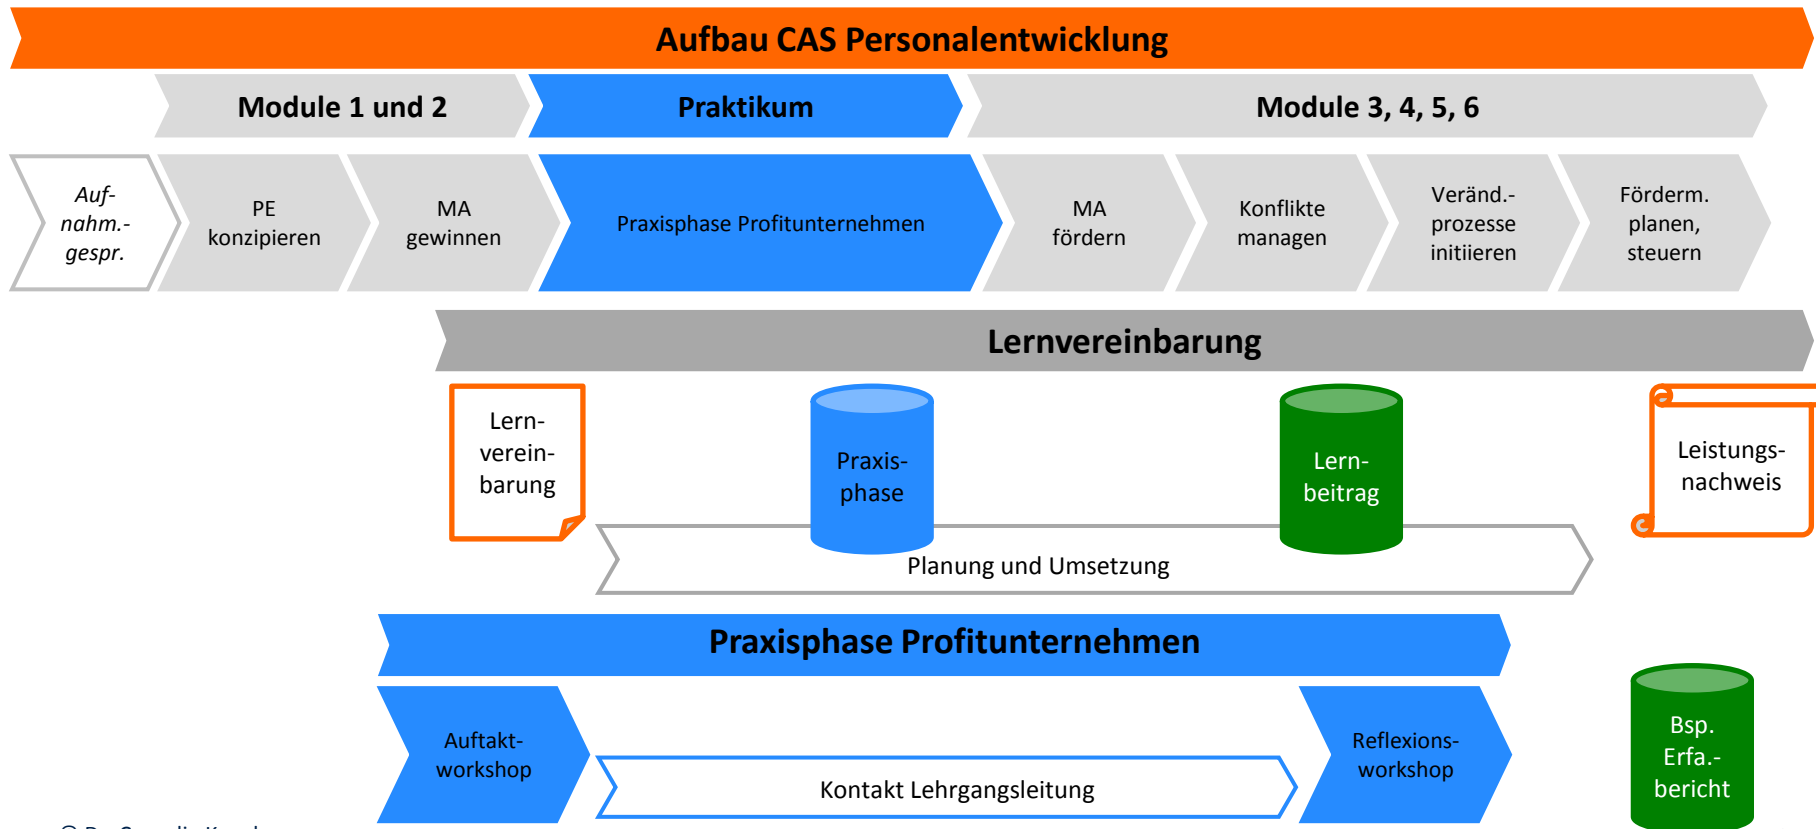 Aufbau CAS Personalentwicklung
Module 1 und 2
Praktikum
Module 3, 4, 5, 6
Auf-
nahm.-
gespr.
PE
konzipieren
MA
gewinnen
Praxisphase Profitunternehmen
MA
fördern
Konflikte
managen
Veränd.-
prozesse
initiieren
Förderm.
planen,
steuern
Lernvereinbarung
Lern-
verein-
barung
Praxis-
phase
Lern-
beitrag
Leistungs-
nachweis
Planung und Umsetzung
Praxisphase Profitunternehmen
Auftakt-
workshop
Kontakt Lehrgangsleitung
Reflexions-
workshop
Bsp.
Erfa.-
bericht